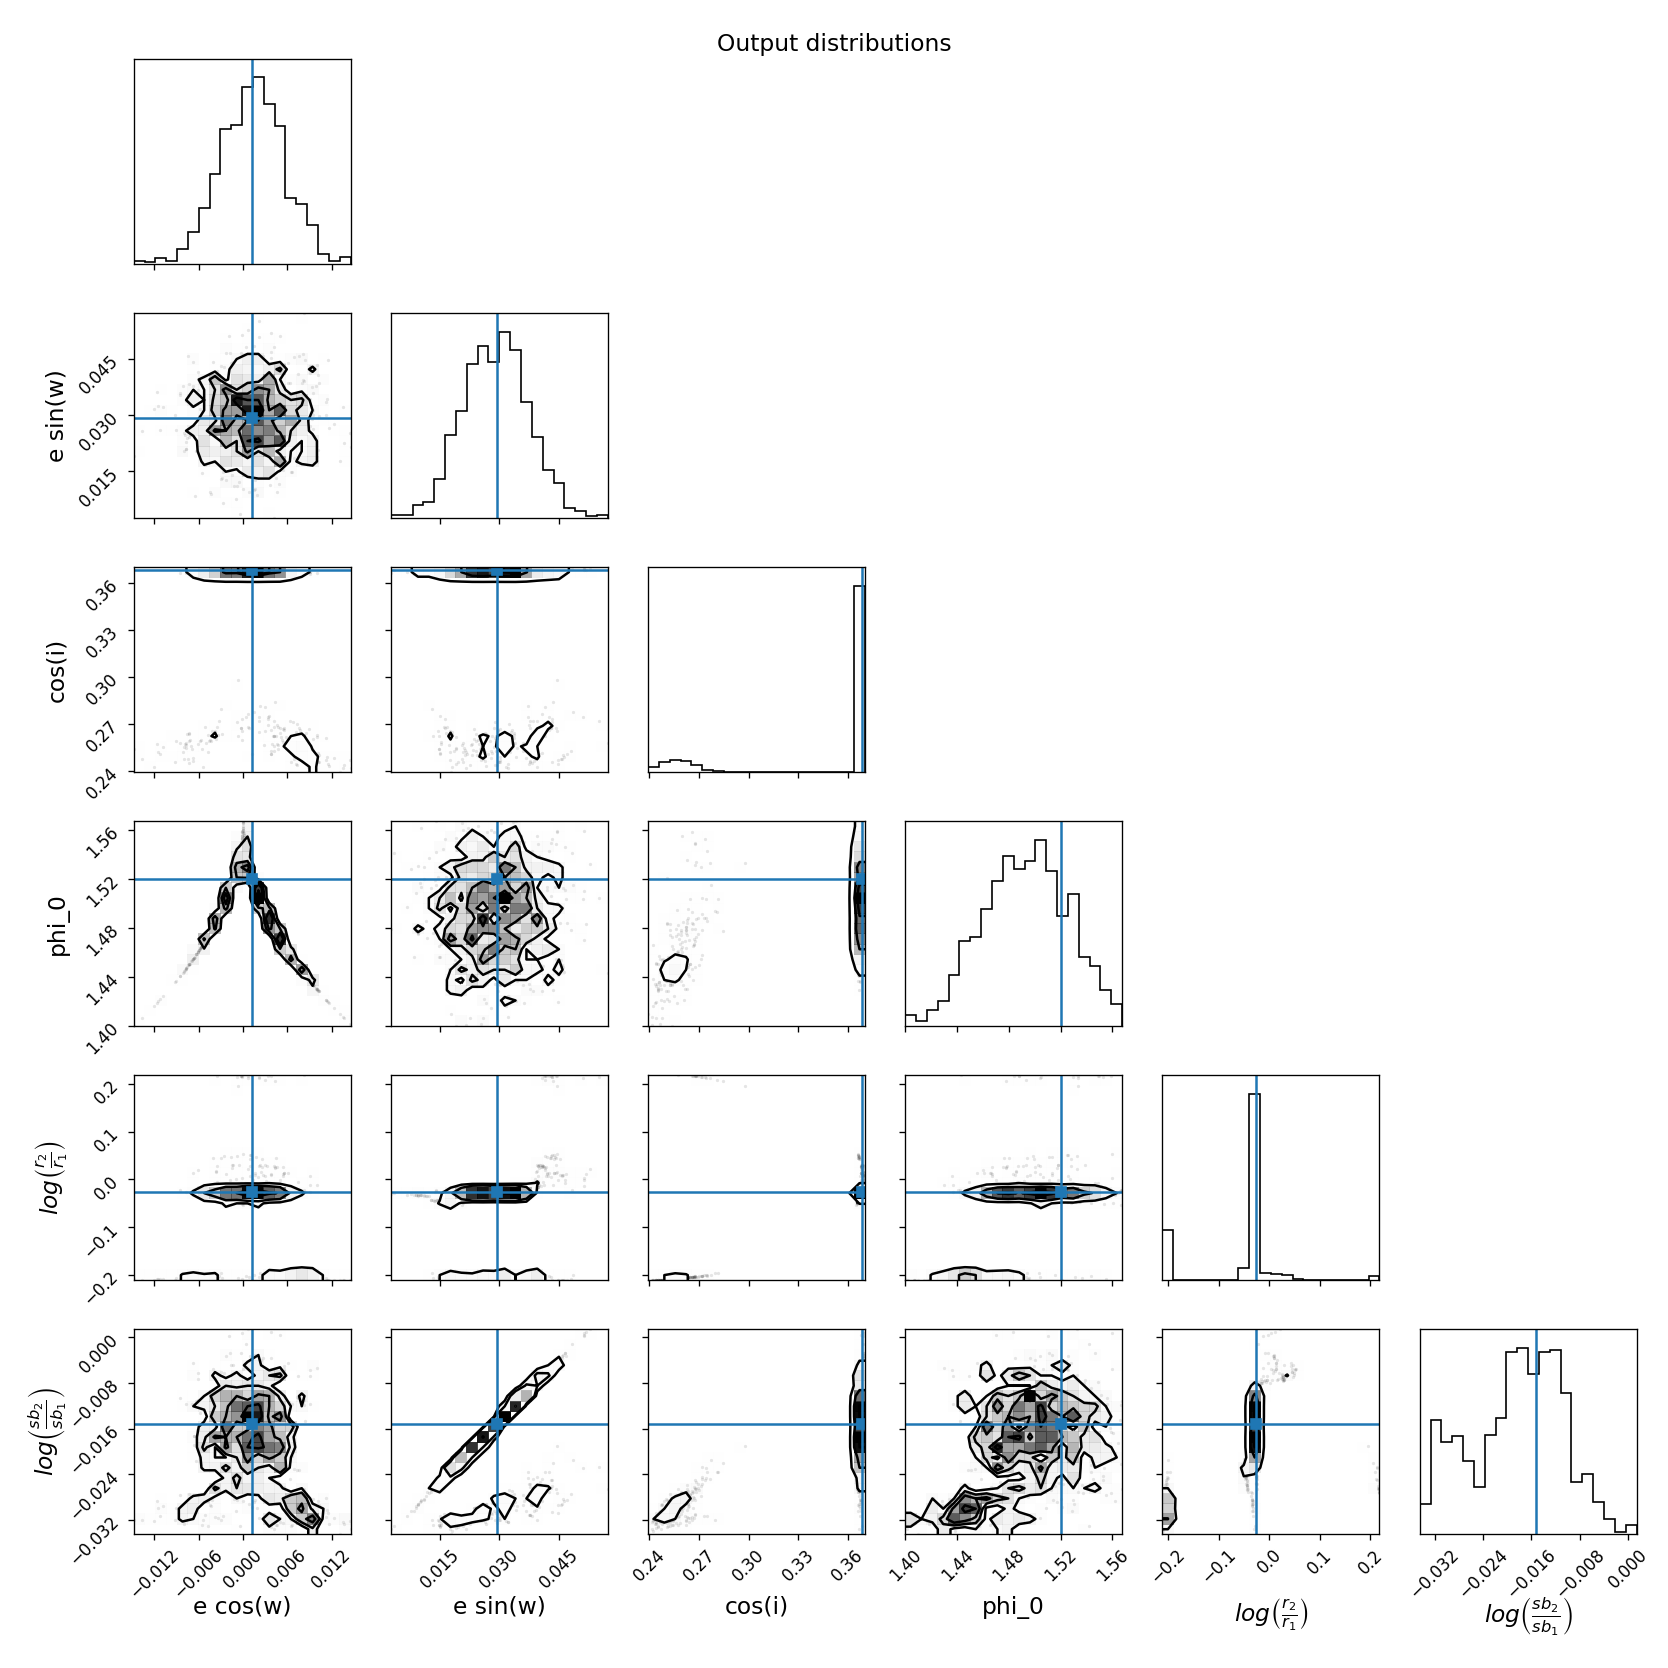 Output distributions
e sin(w)
0.045
0.030
0.015
cos(i)
0.36
0.33
0.30
0.27
0.24
phi_0
1.56
1.52
1.48
1.44
1.40
log(r₂/r₁)
0.2
0.1
0.0
−0.1
−0.2
log(sb₂/sb₁)
0.000
−0.008
−0.016
−0.024
−0.032
−0.012 −0.006 0.000 0.006 0.012
0.015 0.030 0.045
0.24 0.27 0.30 0.33 0.36
1.40 1.44 1.48 1.52 1.56
−0.2 −0.1 0.0 0.1 0.2
−0.032 −0.024 −0.016 −0.008 0.000
e cos(w) e sin(w) cos(i) phi_0 log(r₂/r₁) log(sb₂/sb₁)